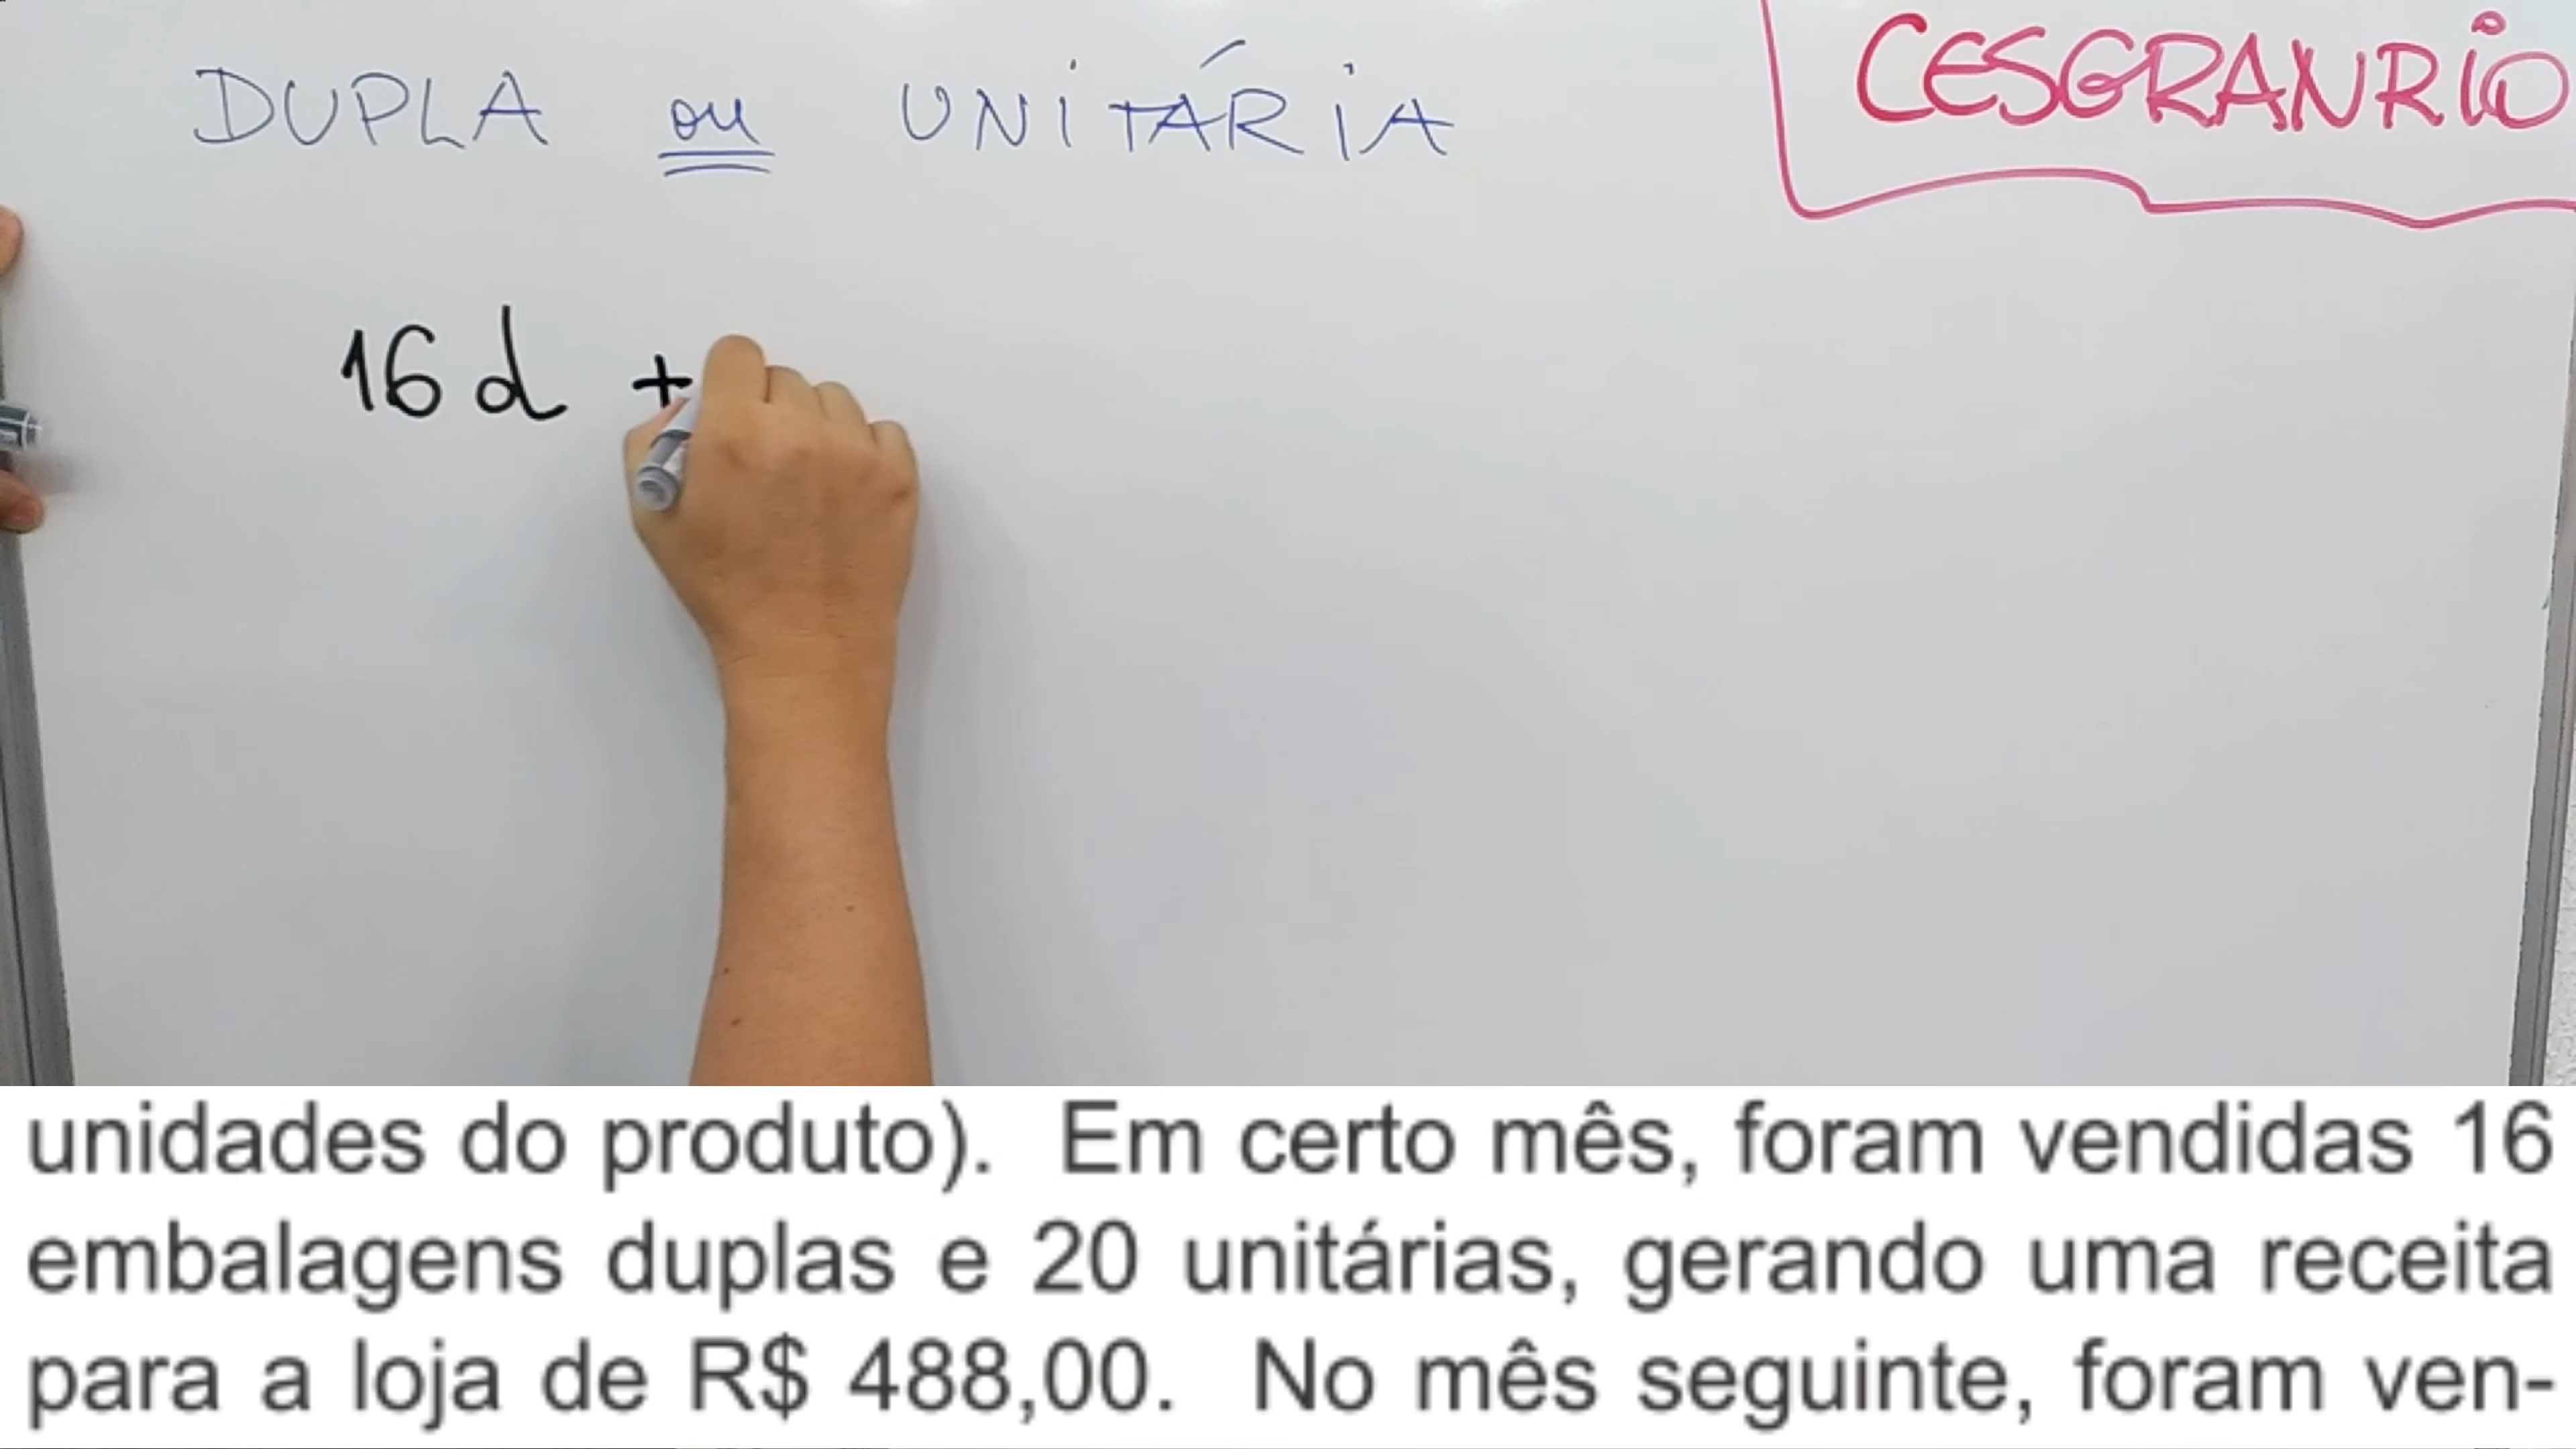 DUPLA ou UNITÁRIA
CESGRANRIO
16 d +
unidades do produto). Em certo mês, foram vendidas 16
embalagens duplas e 20 unitárias, gerando uma receita
para a loja de R$ 488,00. No mês seguinte, foram ven-